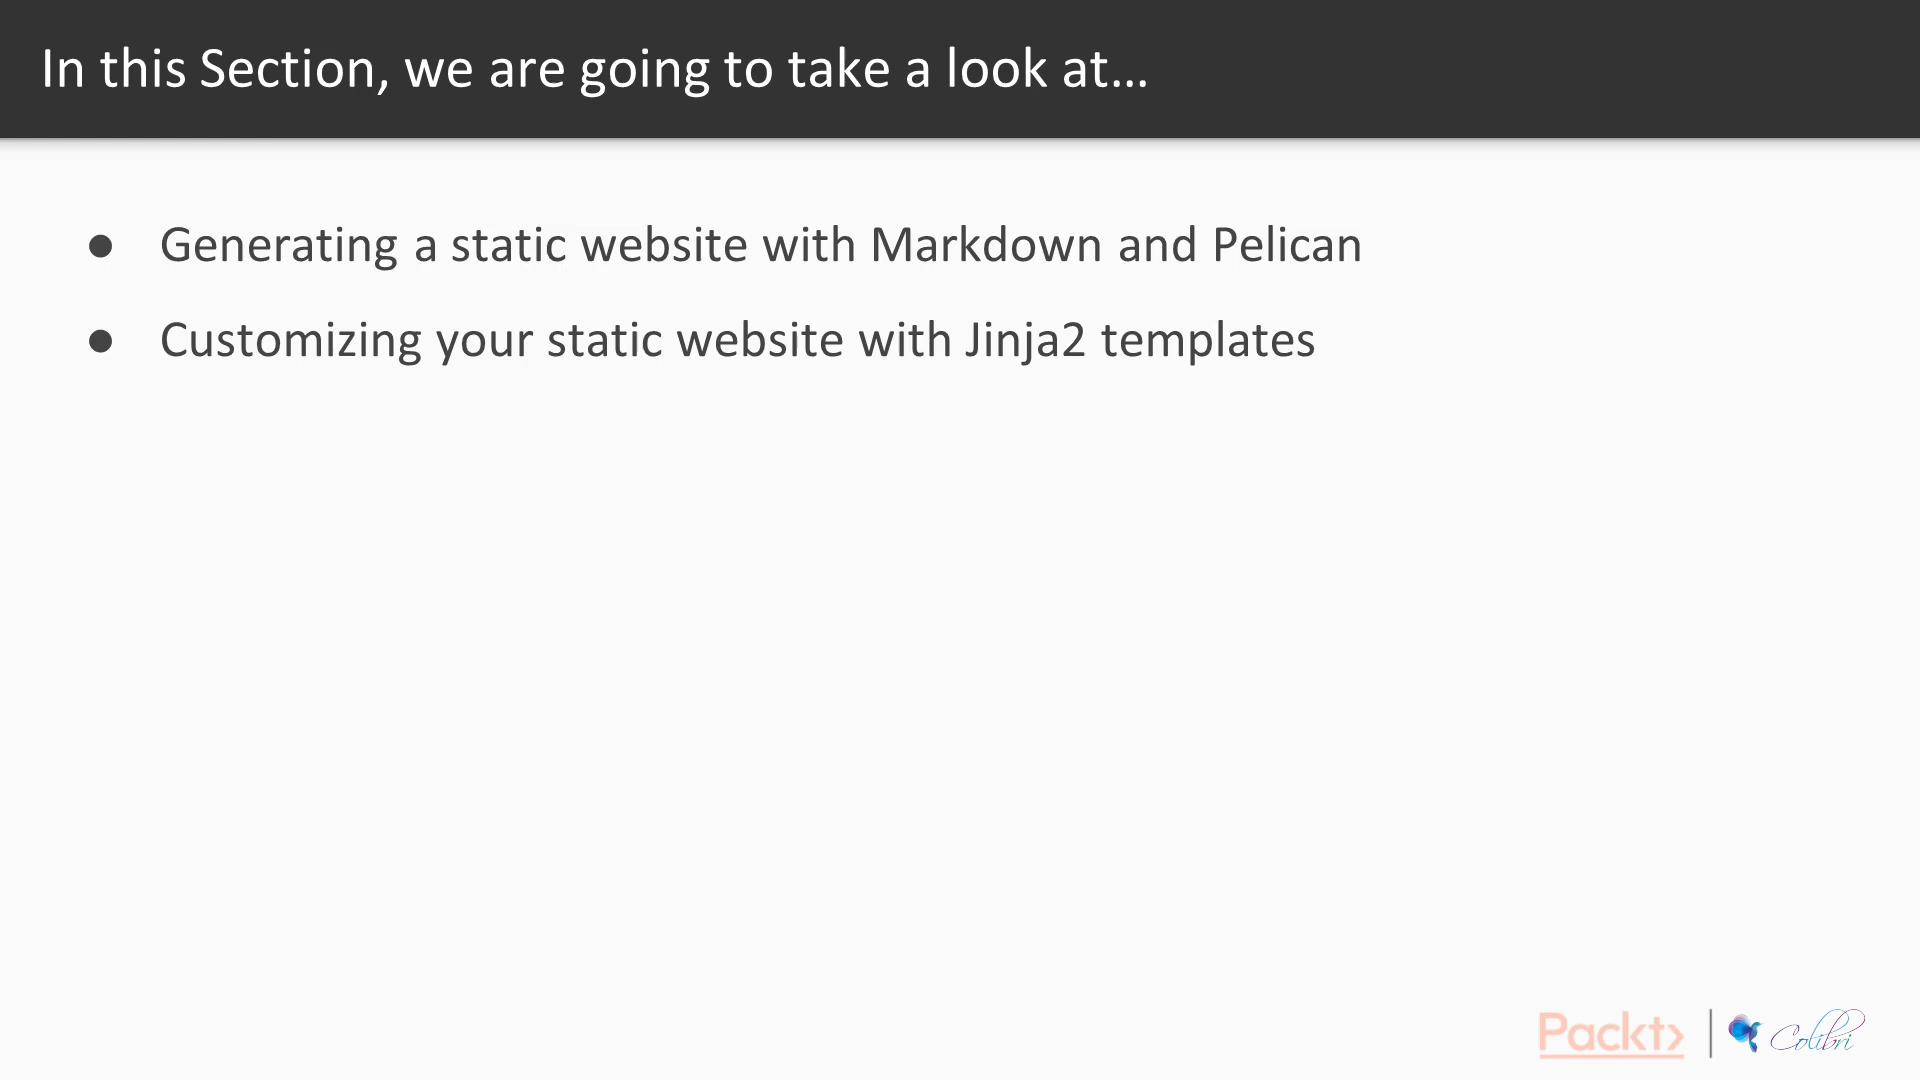 In this Section, we are going to take a look at...
● Generating a static website with Markdown and Pelican
● Customizing your static website with Jinja2 templates
Packt> | Colibri